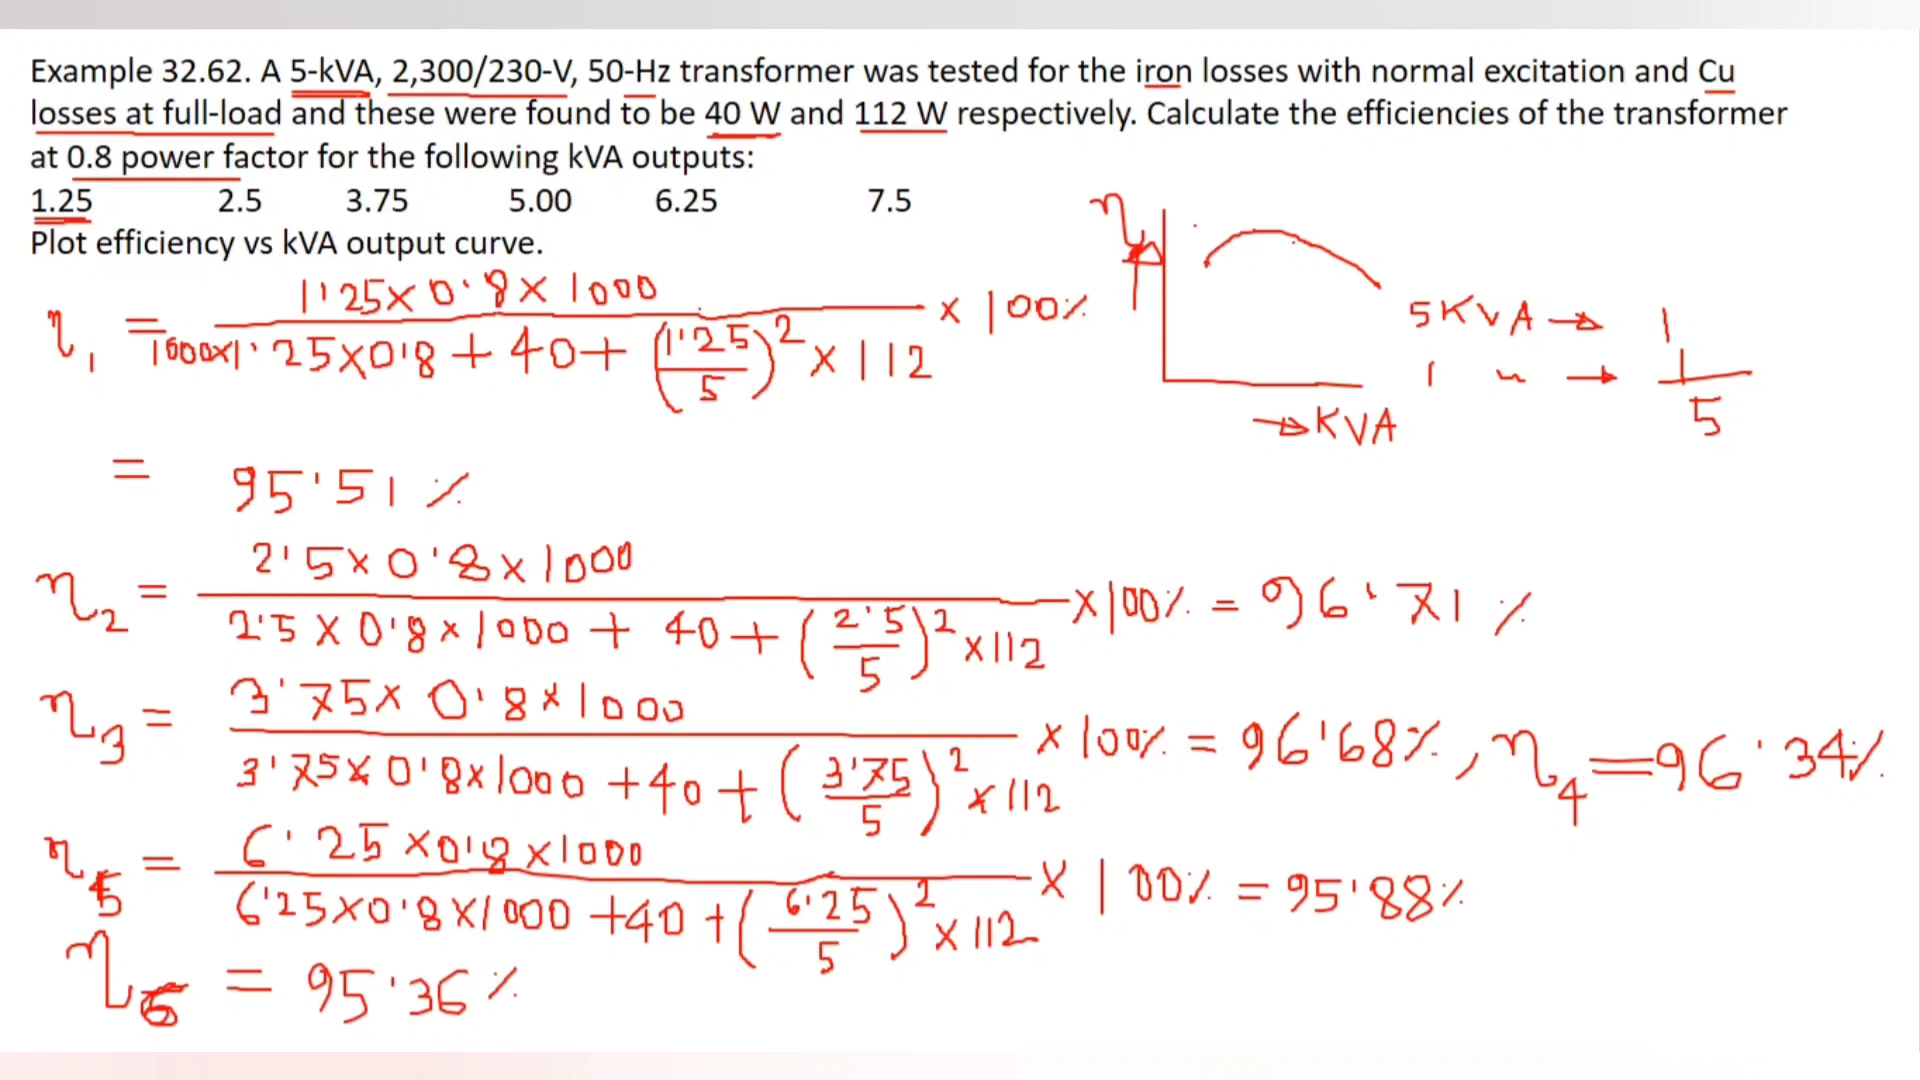 Example 32.62. A 5-kVA, 2,300/230-V, 50-Hz transformer was tested for the iron losses with normal excitation and Cu
losses at full-load and these were found to be 40 W and 112 W respectively. Calculate the efficiencies of the transformer
at 0.8 power factor for the following kVA outputs:
1.25 2.5 3.75 5.00 6.25 7.5
Plot efficiency vs kVA output curve.
η
→KVA
5KVA → 1
1 〃 → 1/5
η₁ = (1·25×0·8×1000)/(1000×1·25×0·8+40+(1·25/5)²×112) × 100%
= 95·51%
η₂ = (2·5×0·8×1000)/(2·5×0·8×1000+40+(2·5/5)²×112) ×100% = 96·71%
η₃ = (3·75×0·8×1000)/(3·75×0·8×1000+40+(3·75/5)²×112) ×100% = 96·68%, η₄=96·34%
η₅ = (6·25×0·8×1000)/(6·25×0·8×1000+40+(6·25/5)²×112) ×100% = 95·88%
η₆ = 95·36%